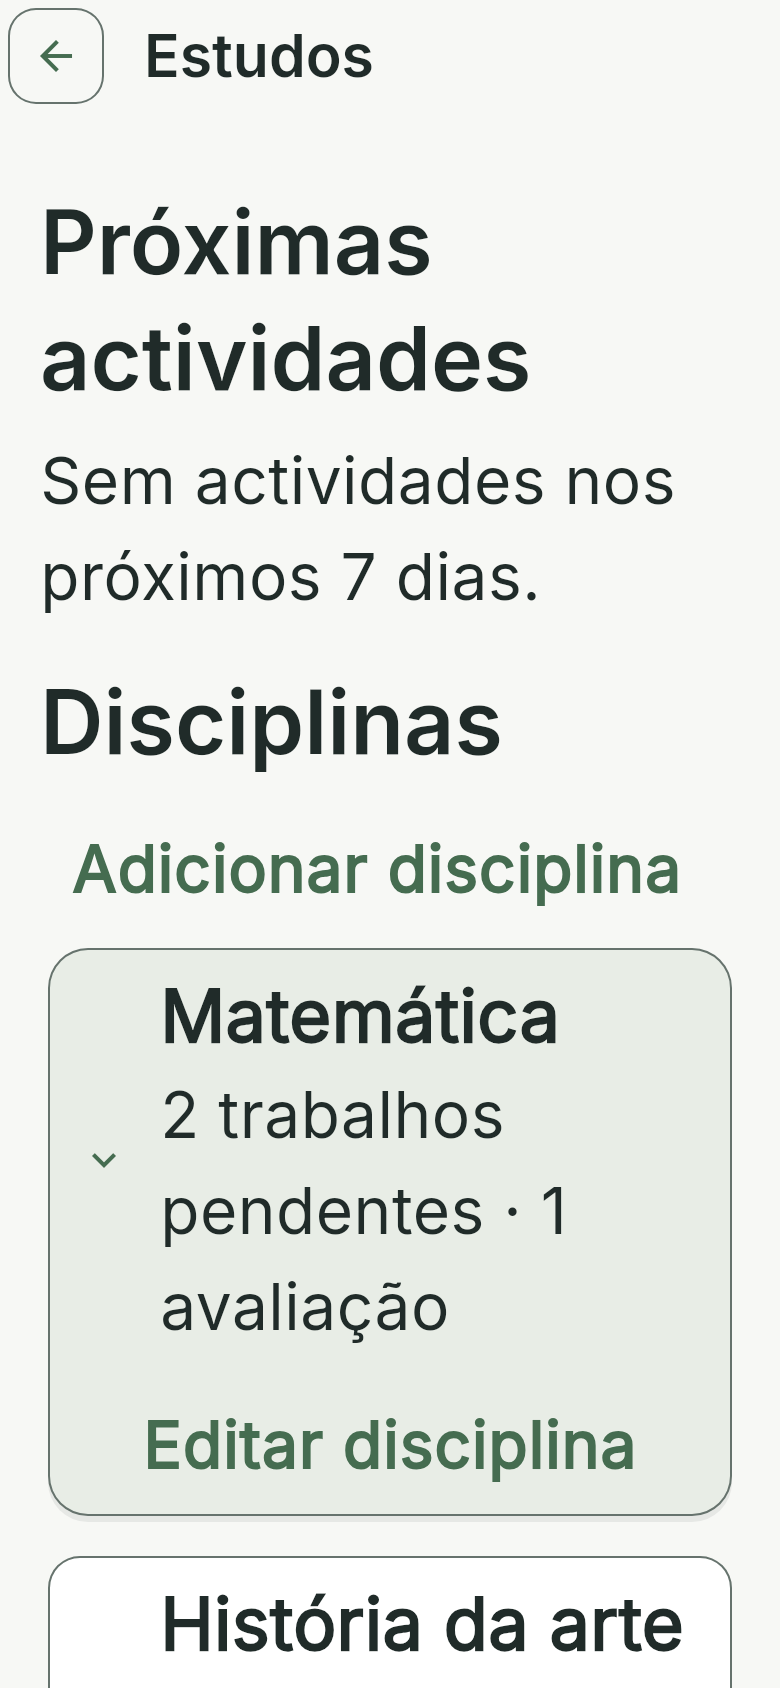 Estudos
Próximas
actividades
Sem actividades nos
próximos 7 dias.
Disciplinas
Adicionar disciplina
Matemática
2 trabalhos
pendentes · 1
avaliação
Editar disciplina
História da arte